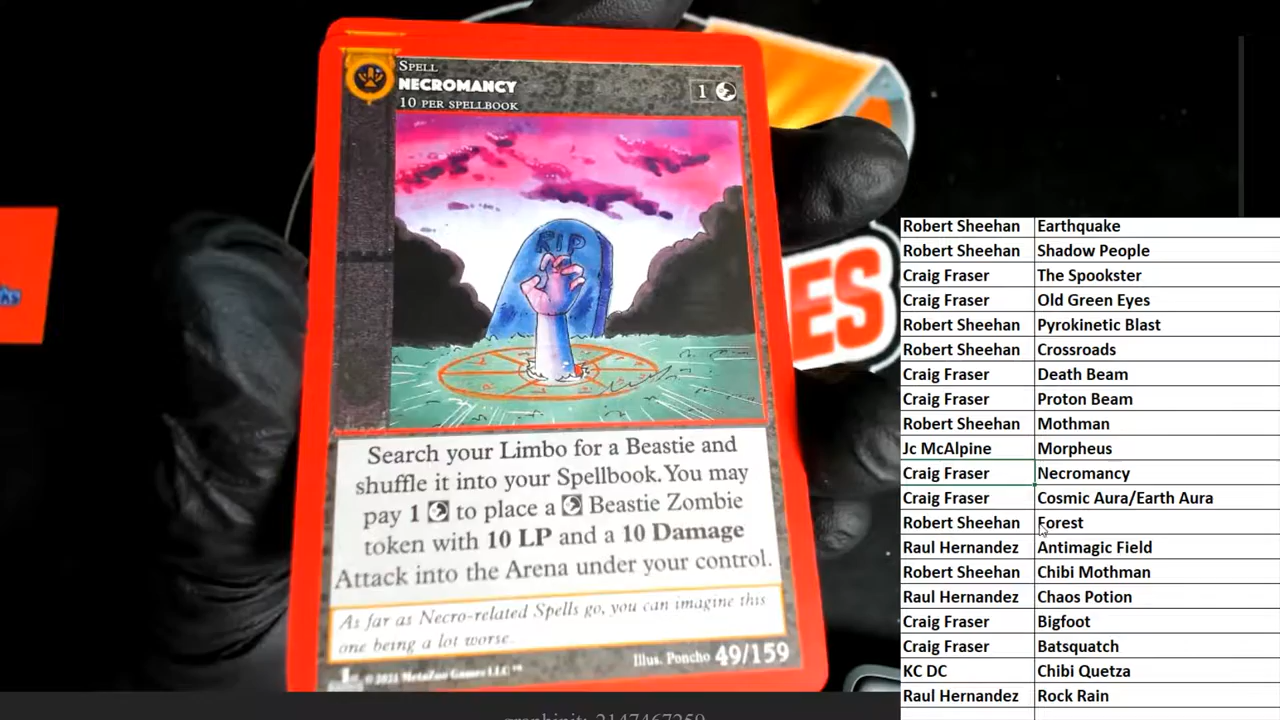 SPELL
NECROMANCY
10 PER SPELLBOOK
1
RIP
Search your Limbo for a Beastie and
shuffle it into your Spellbook. You may
pay 1 to place a Beastie Zombie
token with 10 LP and a 10 Damage
Attack into the Arena under your control.
As far as Necro-related Spells go, you can imagine this
one being a lot worse.
© 2021 MetaZoo Games LLC™
Illus. Poncho 49/159
ES
Robert Sheehan Earthquake
Robert Sheehan Shadow People
Craig Fraser The Spookster
Craig Fraser Old Green Eyes
Robert Sheehan Pyrokinetic Blast
Robert Sheehan Crossroads
Craig Fraser Death Beam
Craig Fraser Proton Beam
Robert Sheehan Mothman
Jc McAlpine Morpheus
Craig Fraser Necromancy
Craig Fraser Cosmic Aura/Earth Aura
Robert Sheehan Forest
Raul Hernandez Antimagic Field
Robert Sheehan Chibi Mothman
Raul Hernandez Chaos Potion
Craig Fraser Bigfoot
Craig Fraser Batsquatch
KC DC Chibi Quetza
Raul Hernandez Rock Rain